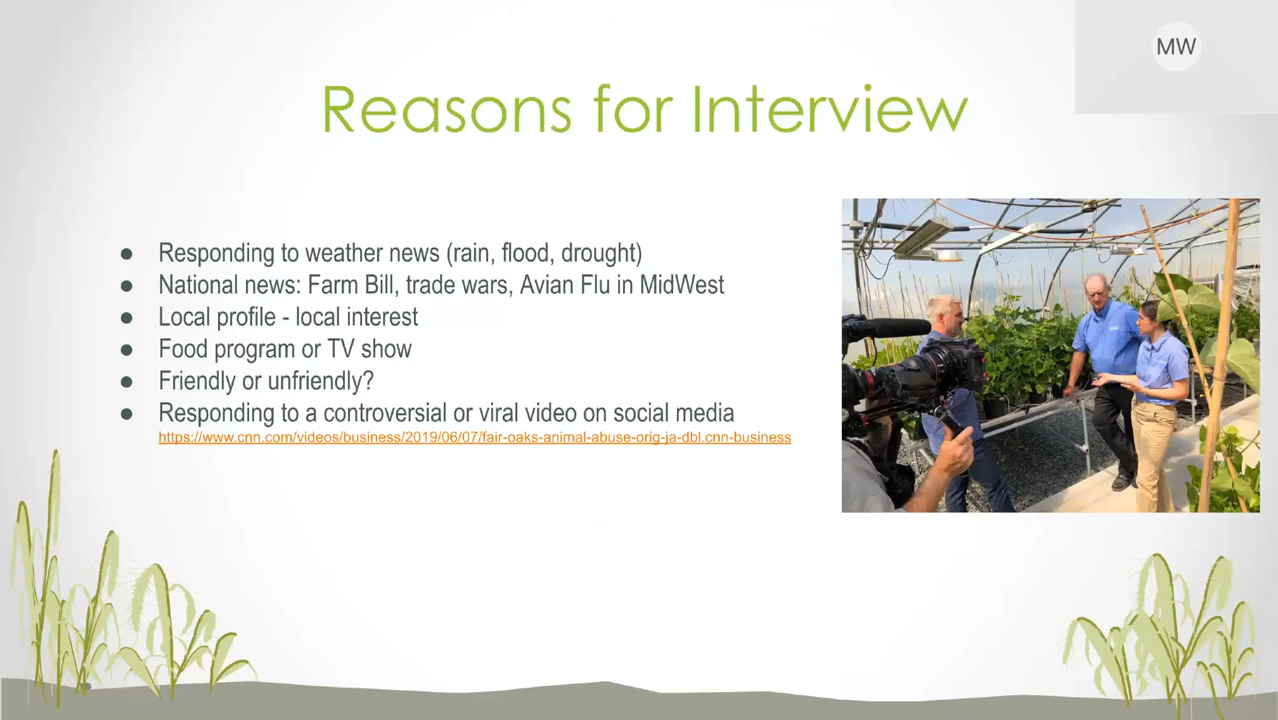 MW
Reasons for Interview
● Responding to weather news (rain, flood, drought)
● National news: Farm Bill, trade wars, Avian Flu in MidWest
● Local profile - local interest
● Food program or TV show
● Friendly or unfriendly?
● Responding to a controversial or viral video on social media
https://www.cnn.com/videos/business/2019/06/07/fair-oaks-animal-abuse-orig-ja-dbl.cnn-business